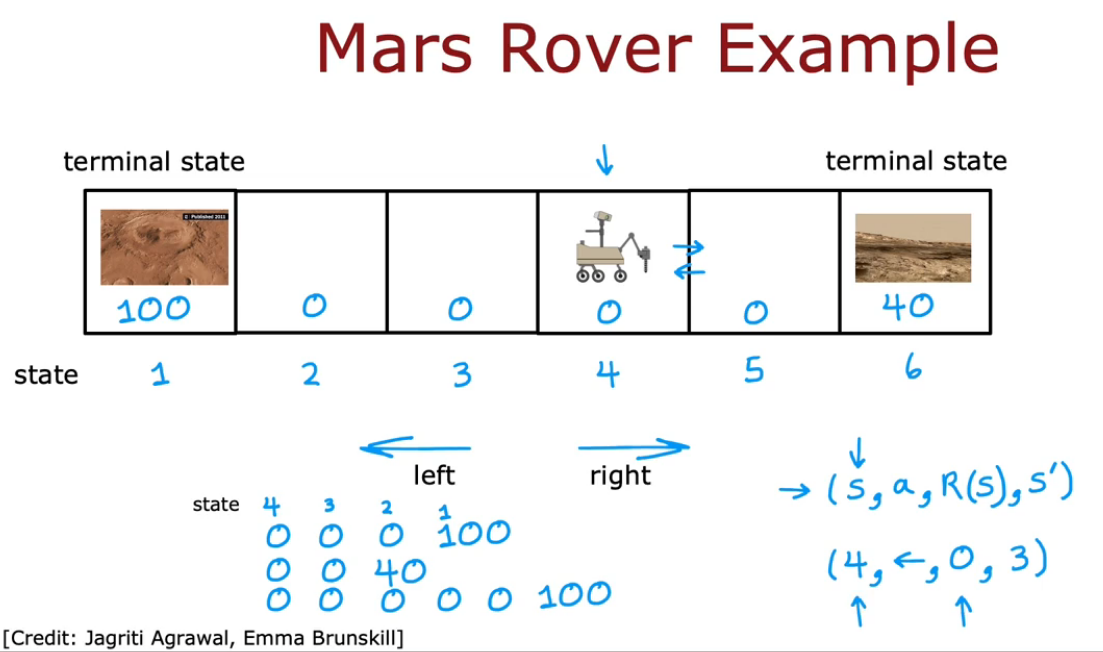 Mars Rover Example
terminal state terminal state
↓
© Published 2011
→
←
100 0 0 0 0 40
state 1 2 3 4 5 6
← →
left right
state 4 3 2 1
0 0 0 100
0 0 40
0 0 0 0 0 100
↓
→ (s, a, R(s), s')
(4, ←, 0, 3)
↑ ↑
[Credit: Jagriti Agrawal, Emma Brunskill]